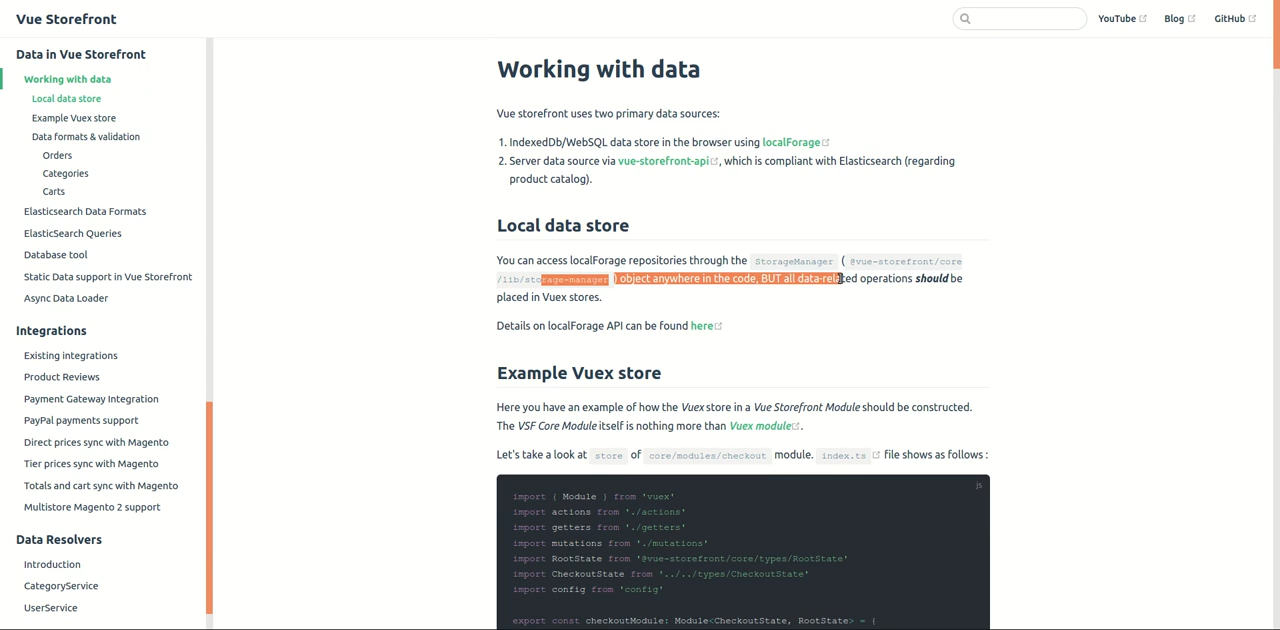 Vue Storefront
YouTube
Blog
GitHub
Data in Vue Storefront
Working with data
Local data store
Example Vuex store
Data formats & validation
Orders
Categories
Carts
Elasticsearch Data Formats
ElasticSearch Queries
Database tool
Static Data support in Vue Storefront
Async Data Loader
Integrations
Existing integrations
Product Reviews
Payment Gateway Integration
PayPal payments support
Direct prices sync with Magento
Tier prices sync with Magento
Totals and cart sync with Magento
Multistore Magento 2 support
Data Resolvers
Introduction
CategoryService
UserService
Working with data
Vue storefront uses two primary data sources:
1. IndexedDb/WebSQL data store in the browser using localForage
2. Server data source via vue-storefront-api, which is compliant with Elasticsearch (regarding
product catalog).
Local data store
You can access localForage repositories through the StorageManager ( @vue-storefront/core
/lib/storage-manager ) object anywhere in the code, BUT all data-related operations should be
placed in Vuex stores.
Details on localForage API can be found here
Example Vuex store
Here you have an example of how the Vuex store in a Vue Storefront Module should be constructed.
The VSF Core Module itself is nothing more than Vuex module.
Let's take a look at store of core/modules/checkout module. index.ts file shows as follows :
js
import { Module } from 'vuex'
import actions from './actions'
import getters from './getters'
import mutations from './mutations'
import RootState from '@vue-storefront/core/types/RootState'
import CheckoutState from '../../types/CheckoutState'
import config from 'config'
export const checkoutModule: Module<CheckoutState, RootState> = {